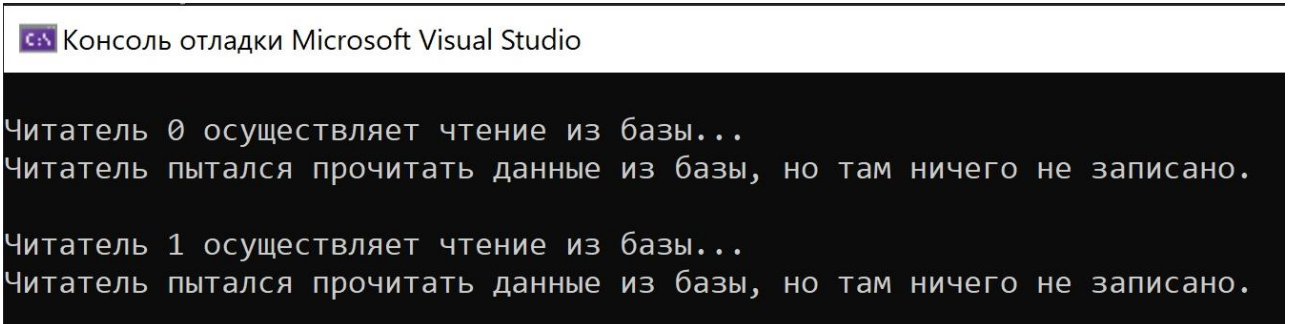 C:\ Консоль отладки Microsoft Visual Studio
Читатель 0 осуществляет чтение из базы...
Читатель пытался прочитать данные из базы, но там ничего не записано.
Читатель 1 осуществляет чтение из базы...
Читатель пытался прочитать данные из базы, но там ничего не записано.